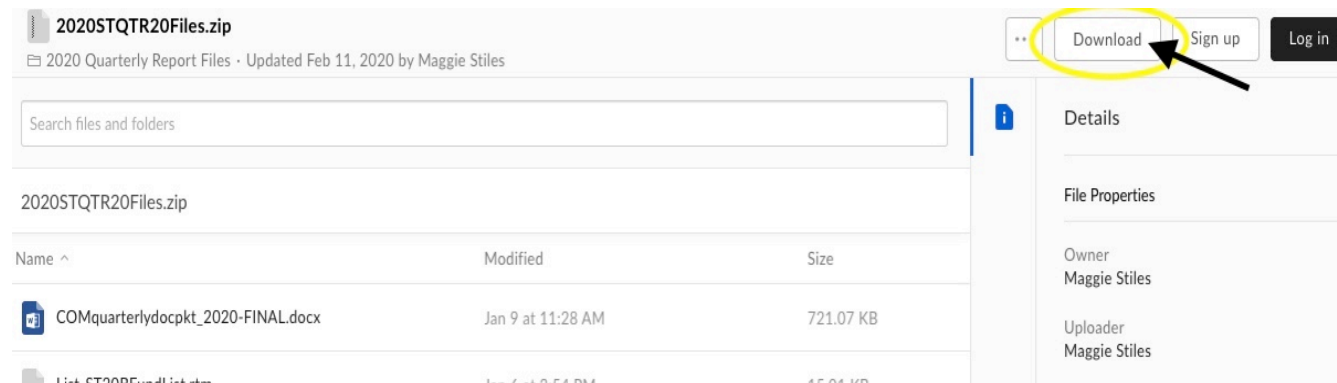 2020STQTR20Files.zip
2020 Quarterly Report Files · Updated Feb 11, 2020 by Maggie Stiles
Download
Sign up
Log in
Search files and folders
Details
2020STQTR20Files.zip
File Properties
Name
Modified
Size
Owner
Maggie Stiles
COMquarterlydocpkt_2020-FINAL.docx
Jan 9 at 11:28 AM
721.07 KB
Uploader
Maggie Stiles